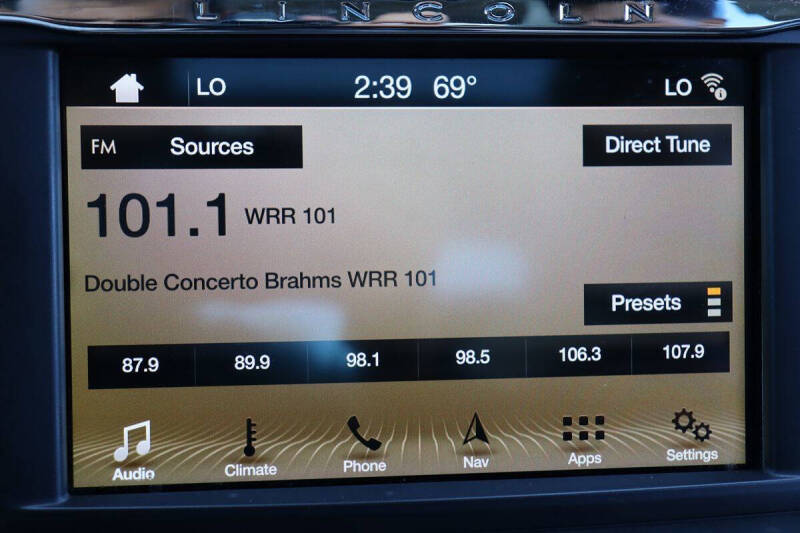 LINCOLN
LO 2:39 69° LO
FM Sources Direct Tune
101.1 WRR 101
Double Concerto Brahms WRR 101
Presets
87.9 89.9 98.1 98.5 106.3 107.9
Audio Climate Phone Nav Apps Settings